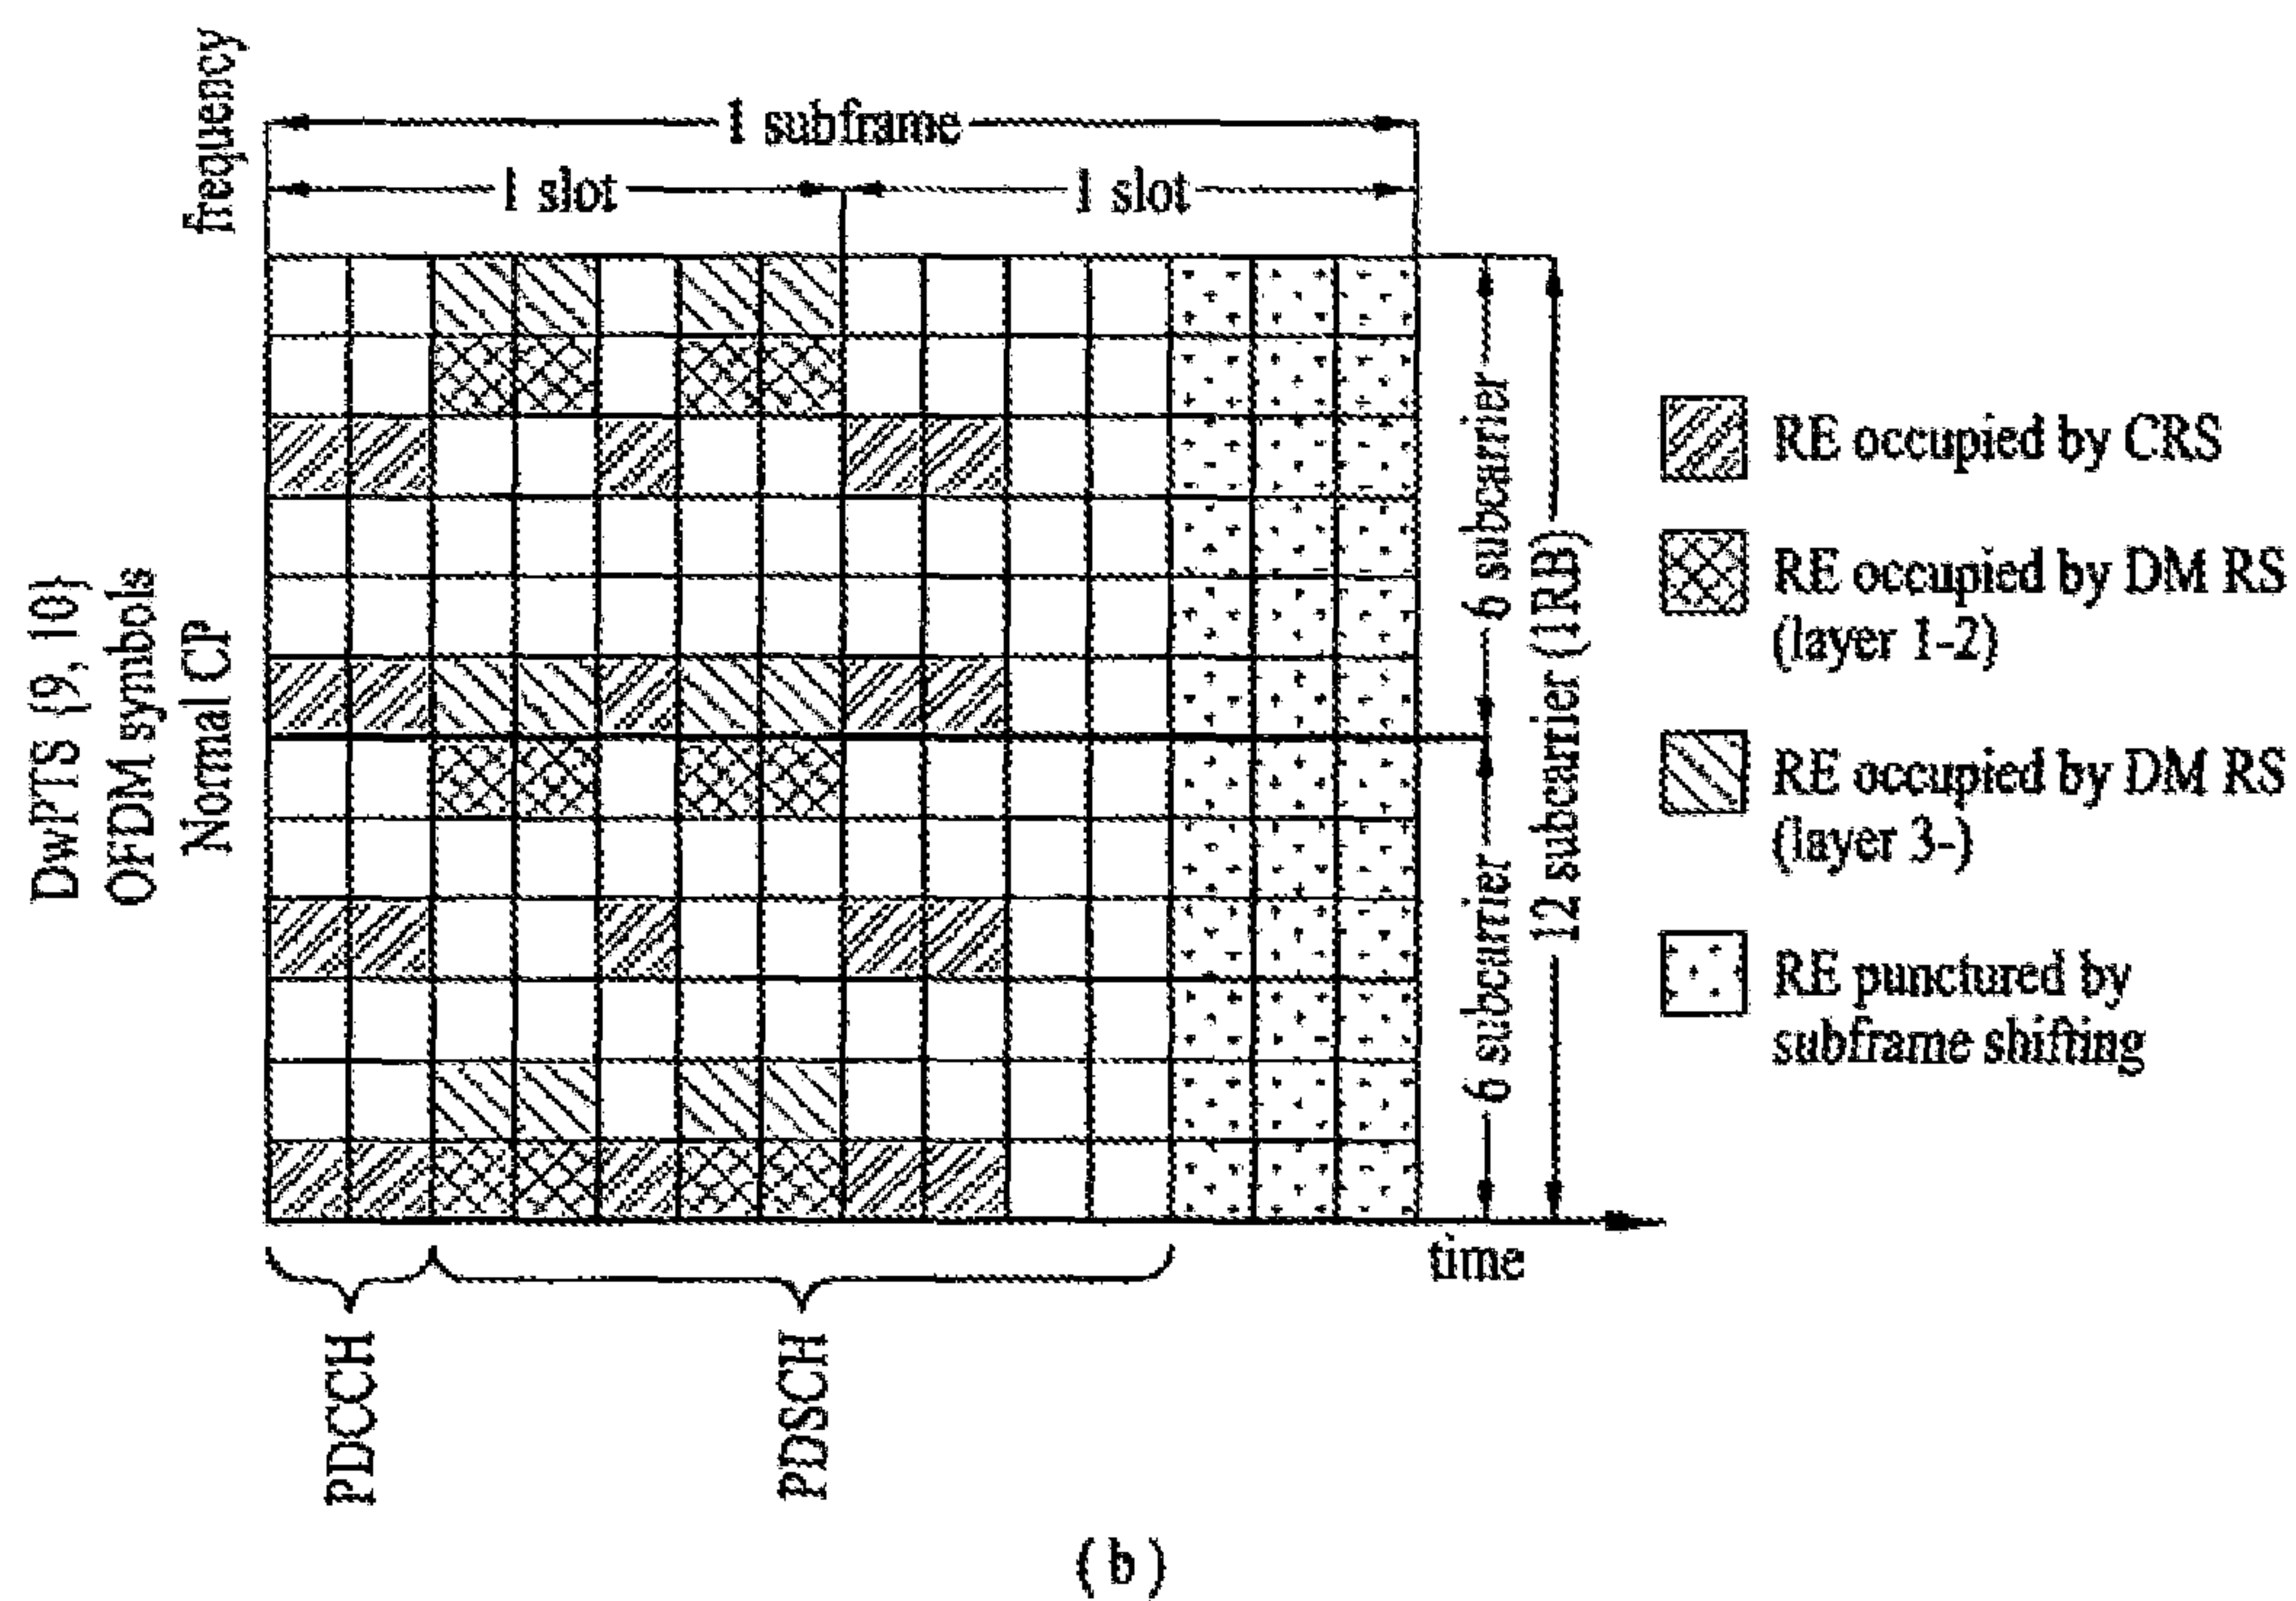 frequency
1 subframe
1 slot
1 slot
DwPTS {9, 10}
OFDM symbols
Normal CP
6 subcarrier
6 subcarrier
12 subcarrier (1RB)
RE occupied by CRS
RE occupied by DM RS
(layer 1-2)
RE occupied by DM RS
(layer 3-)
RE punctured by
subframe shifting
time
PDCCH
PDSCH
(b)